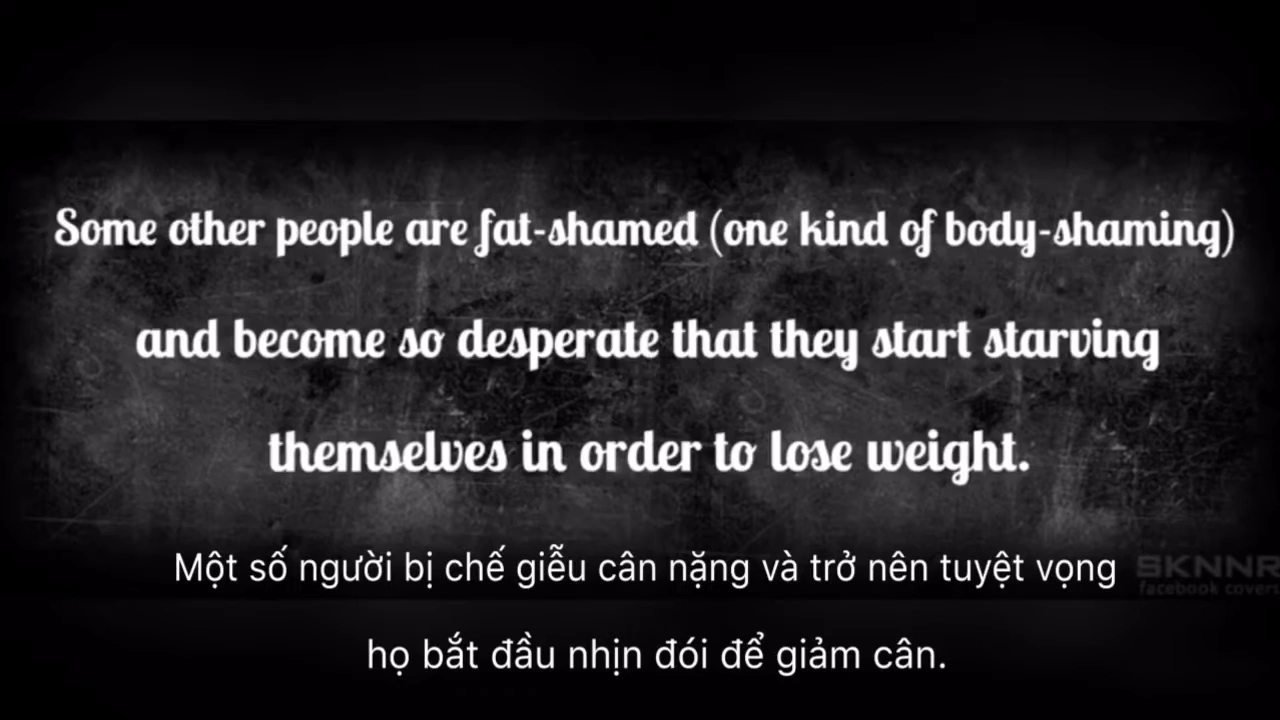 Some other people are fat-shamed (one kind of body-shaming)
and become so desperate that they start starving
themselves in order to lose weight.
Một số người bị chế giễu cân nặng và trở nên tuyệt vọng
SKNNR
facebook covers
họ bắt đầu nhịn đói để giảm cân.